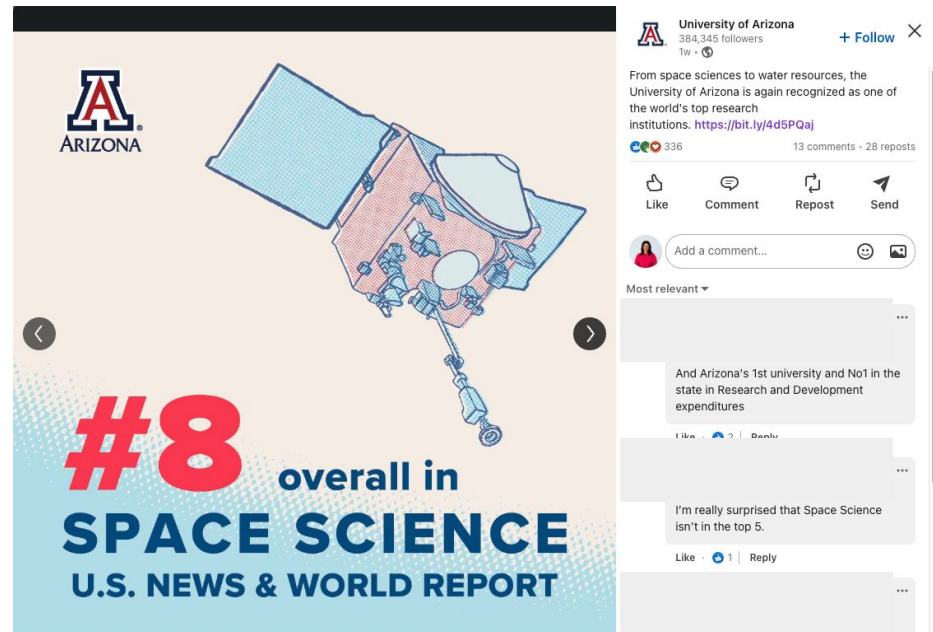 A
ARIZONA
#8 overall in
SPACE SCIENCE
U.S. NEWS & WORLD REPORT
A
University of Arizona
384,345 followers
1w •
+ Follow
From space sciences to water resources, the
University of Arizona is again recognized as one of
the world's top research
institutions. https://bit.ly/4d5PQaj
336
13 comments · 28 reposts
Like
Comment
Repost
Send
Add a comment...
Most relevant
And Arizona's 1st university and No1 in the
state in Research and Development
expenditures
Like · 2 | Reply
I'm really surprised that Space Science
isn't in the top 5.
Like · 1 | Reply